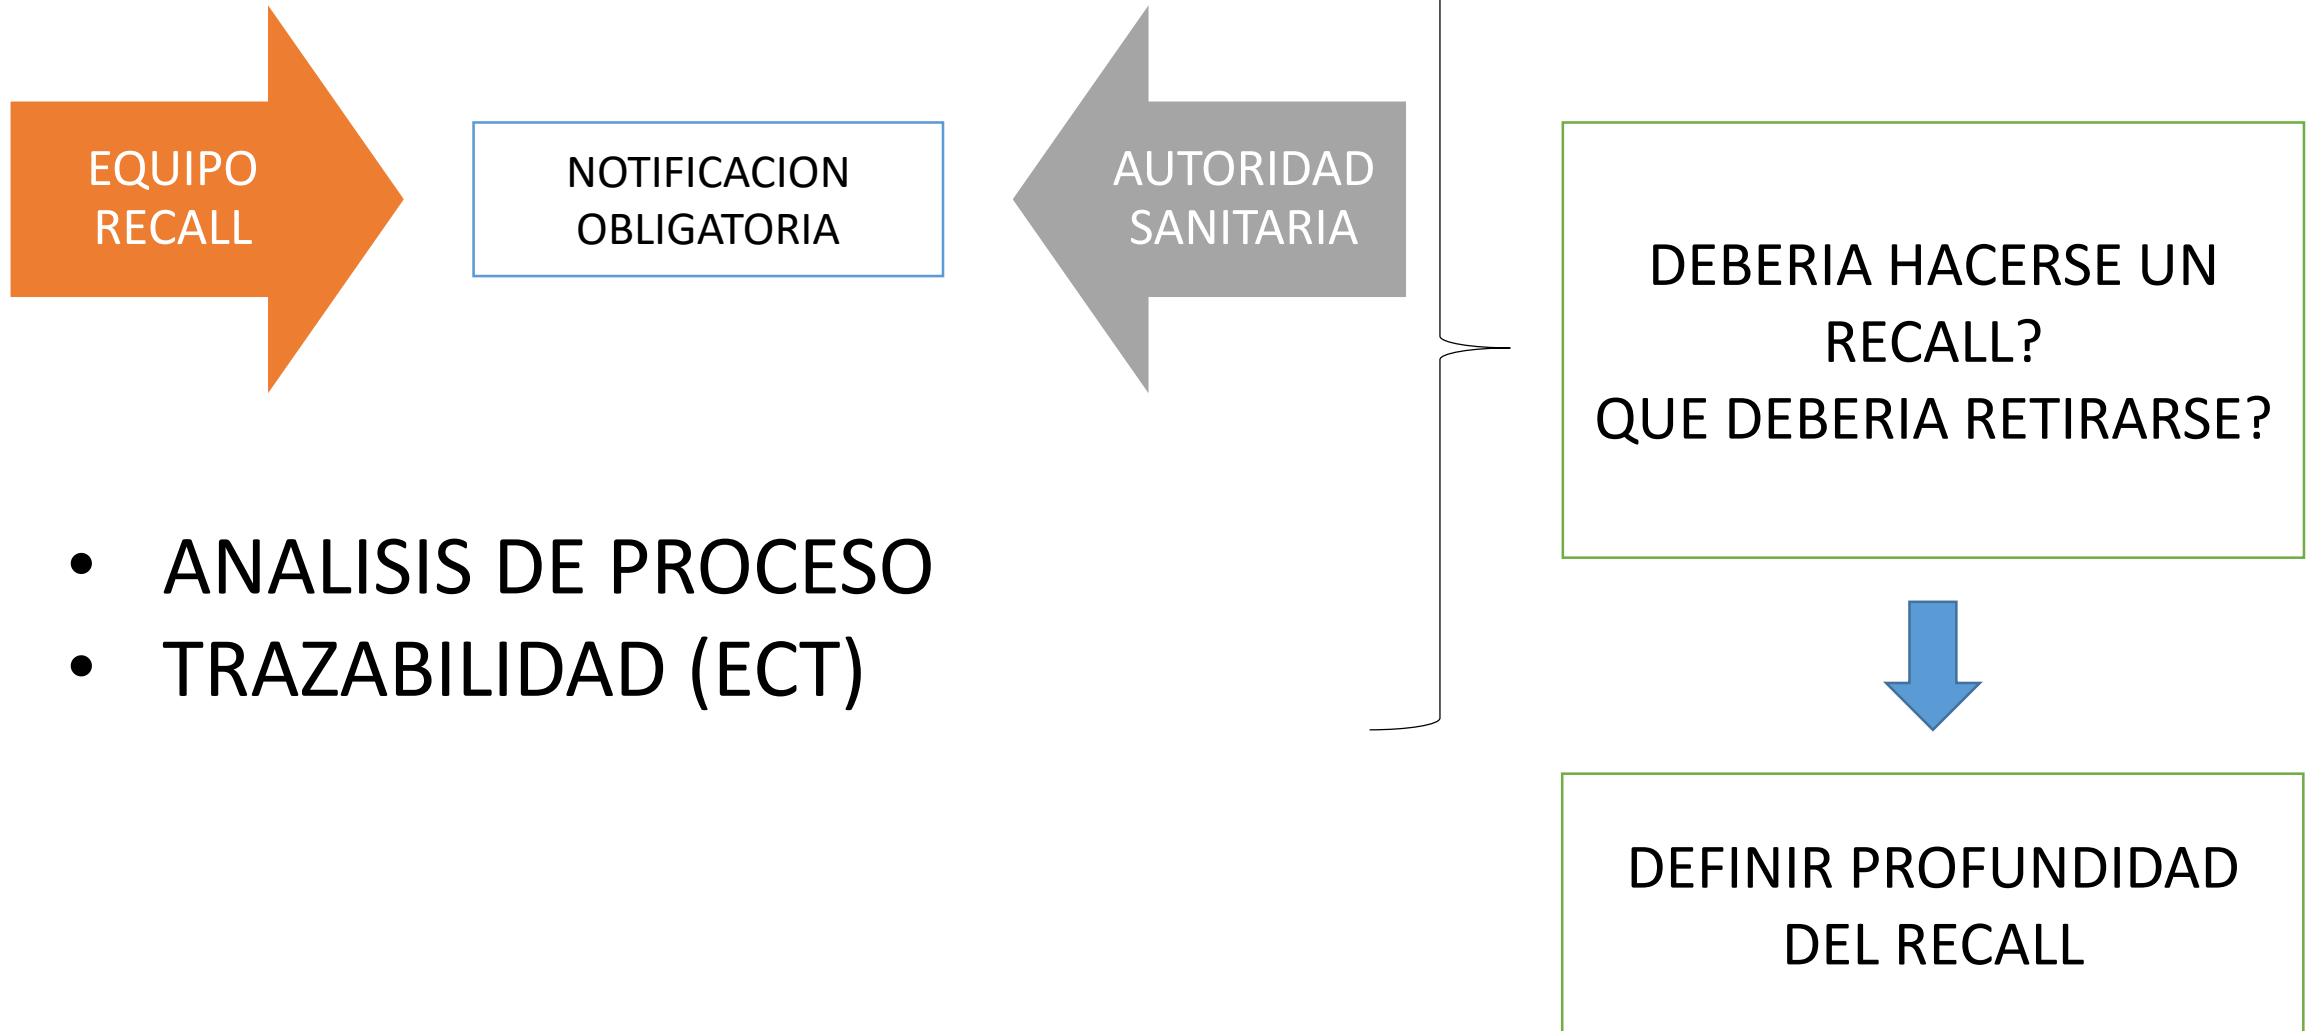 EQUIPO
RECALL
NOTIFICACION
OBLIGATORIA
AUTORIDAD
SANITARIA
DEBERIA HACERSE UN
RECALL?
QUE DEBERIA RETIRARSE?
• ANALISIS DE PROCESO
• TRAZABILIDAD (ECT)
DEFINIR PROFUNDIDAD
DEL RECALL